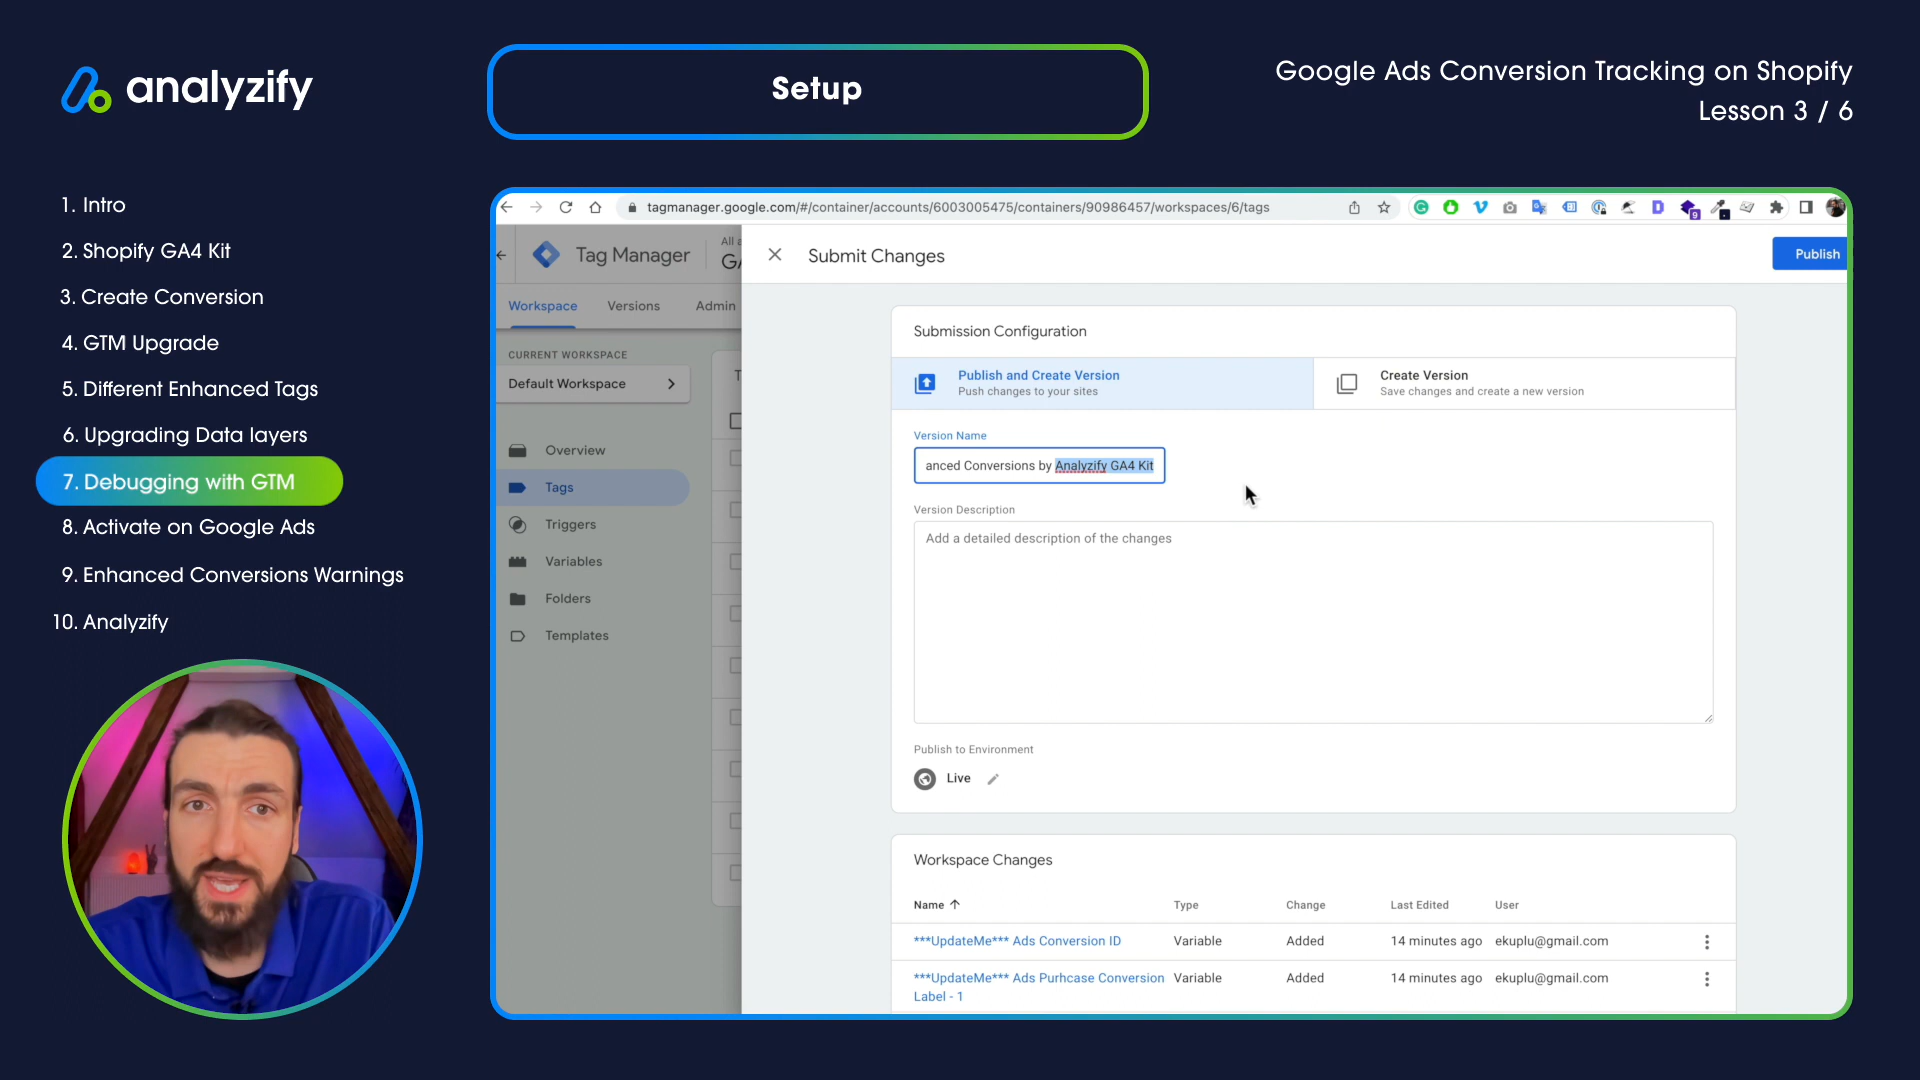 analyzify
Setup
Google Ads Conversion Tracking on Shopify
Lesson 3 / 6
1. Intro
2. Shopify GA4 Kit
3. Create Conversion
4. GTM Upgrade
5. Different Enhanced Tags
6. Upgrading Data layers
7. Debugging with GTM
8. Activate on Google Ads
9. Enhanced Conversions Warnings
10. Analyzify
tagmanager.google.com/#/container/accounts/6003005475/containers/90986457/workspaces/6/tags
Tag Manager
All a
GA
Submit Changes
Publish
Workspace
Versions
Admin
CURRENT WORKSPACE
Default Workspace
Overview
Tags
Triggers
Variables
Folders
Templates
Submission Configuration
Publish and Create Version
Push changes to your sites
Create Version
Save changes and create a new version
Version Name
anced Conversions by Analyzify GA4 Kit
Version Description
Add a detailed description of the changes
Publish to Environment
Live
Workspace Changes
Name Type Change Last Edited User
***UpdateMe*** Ads Conversion ID Variable Added 14 minutes ago ekuplu@gmail.com
***UpdateMe*** Ads Purhcase Conversion Variable Added 14 minutes ago ekuplu@gmail.com
Label - 1